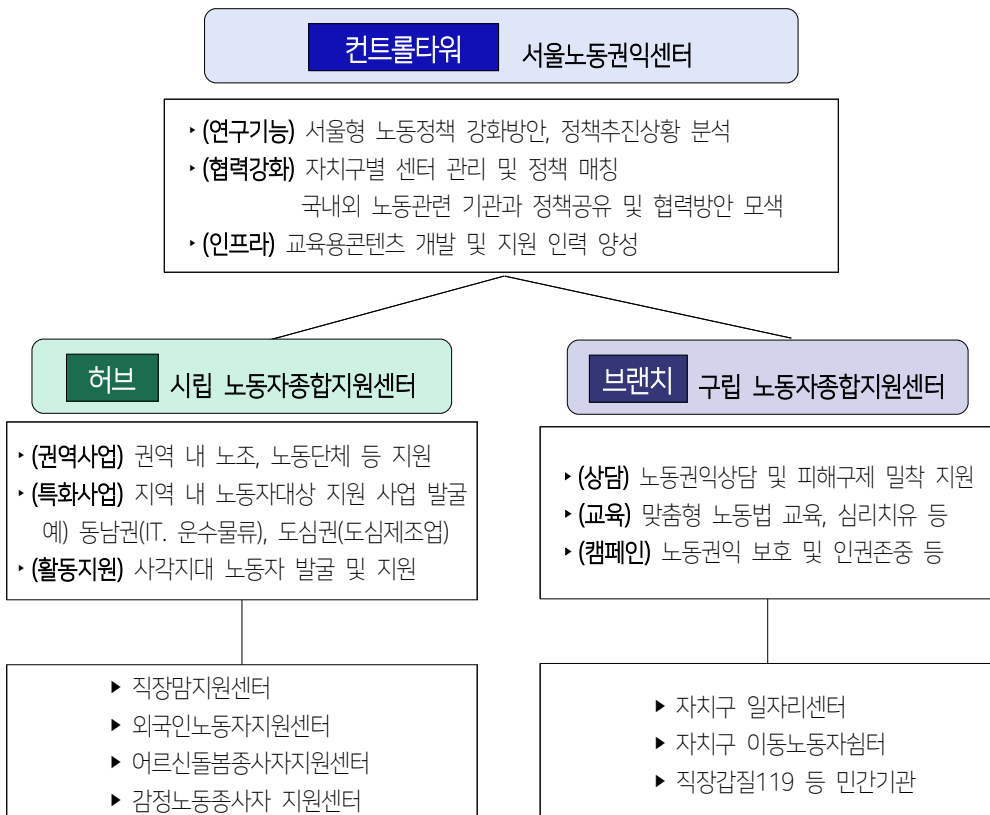 컨트롤타워 서울노동권익센터
‣ (연구기능) 서울형 노동정책 강화방안, 정책추진상황 분석
‣ (협력강화) 자치구별 센터 관리 및 정책 매칭
국내외 노동관련 기관과 정책공유 및 협력방안 모색
‣ (인프라) 교육용콘텐츠 개발 및 지원 인력 양성
허브 시립 노동자종합지원센터
‣ (권역사업) 권역 내 노조, 노동단체 등 지원
‣ (특화사업) 지역 내 노동자대상 지원 사업 발굴
예) 동남권(IT. 운수물류), 도심권(도심제조업)
‣ (활동지원) 사각지대 노동자 발굴 및 지원
▶ 직장맘지원센터
▶ 외국인노동자지원센터
▶ 어르신돌봄종사자지원센터
▶ 감정노동종사자 지원센터
브랜치 구립 노동자종합지원센터
‣ (상담) 노동권익상담 및 피해구제 밀착 지원
‣ (교육) 맞춤형 노동법 교육, 심리치유 등
‣ (캠페인) 노동권익 보호 및 인권존중 등
▶ 자치구 일자리센터
▶ 자치구 이동노동자쉼터
▶ 직장갑질119 등 민간기관